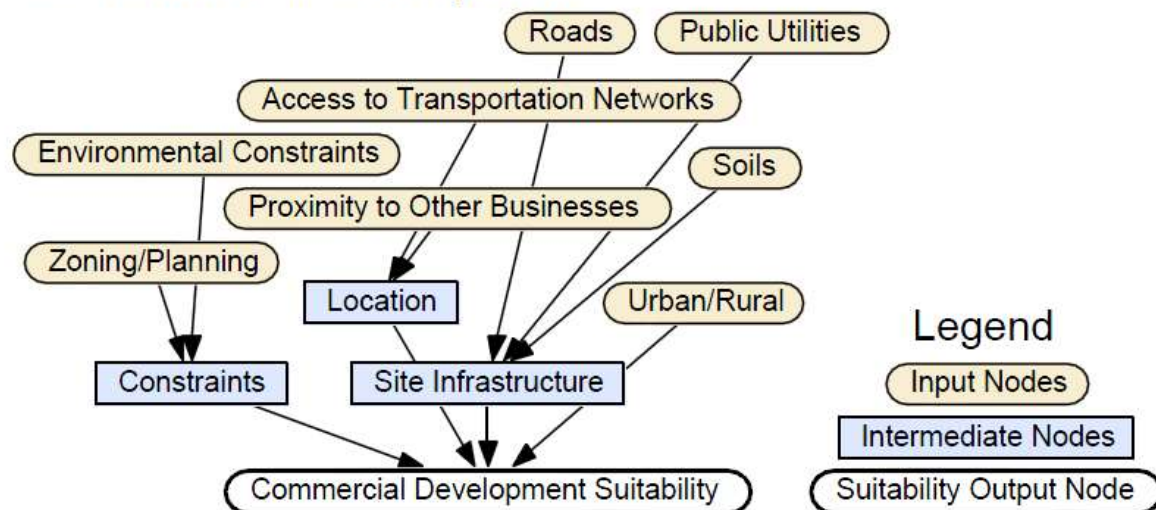 Roads
Public Utilities
Access to Transportation Networks
Environmental Constraints
Soils
Proximity to Other Businesses
Zoning/Planning
Location
Urban/Rural
Legend
Constraints
Site Infrastructure
Input Nodes
Intermediate Nodes
Commercial Development Suitability
Suitability Output Node